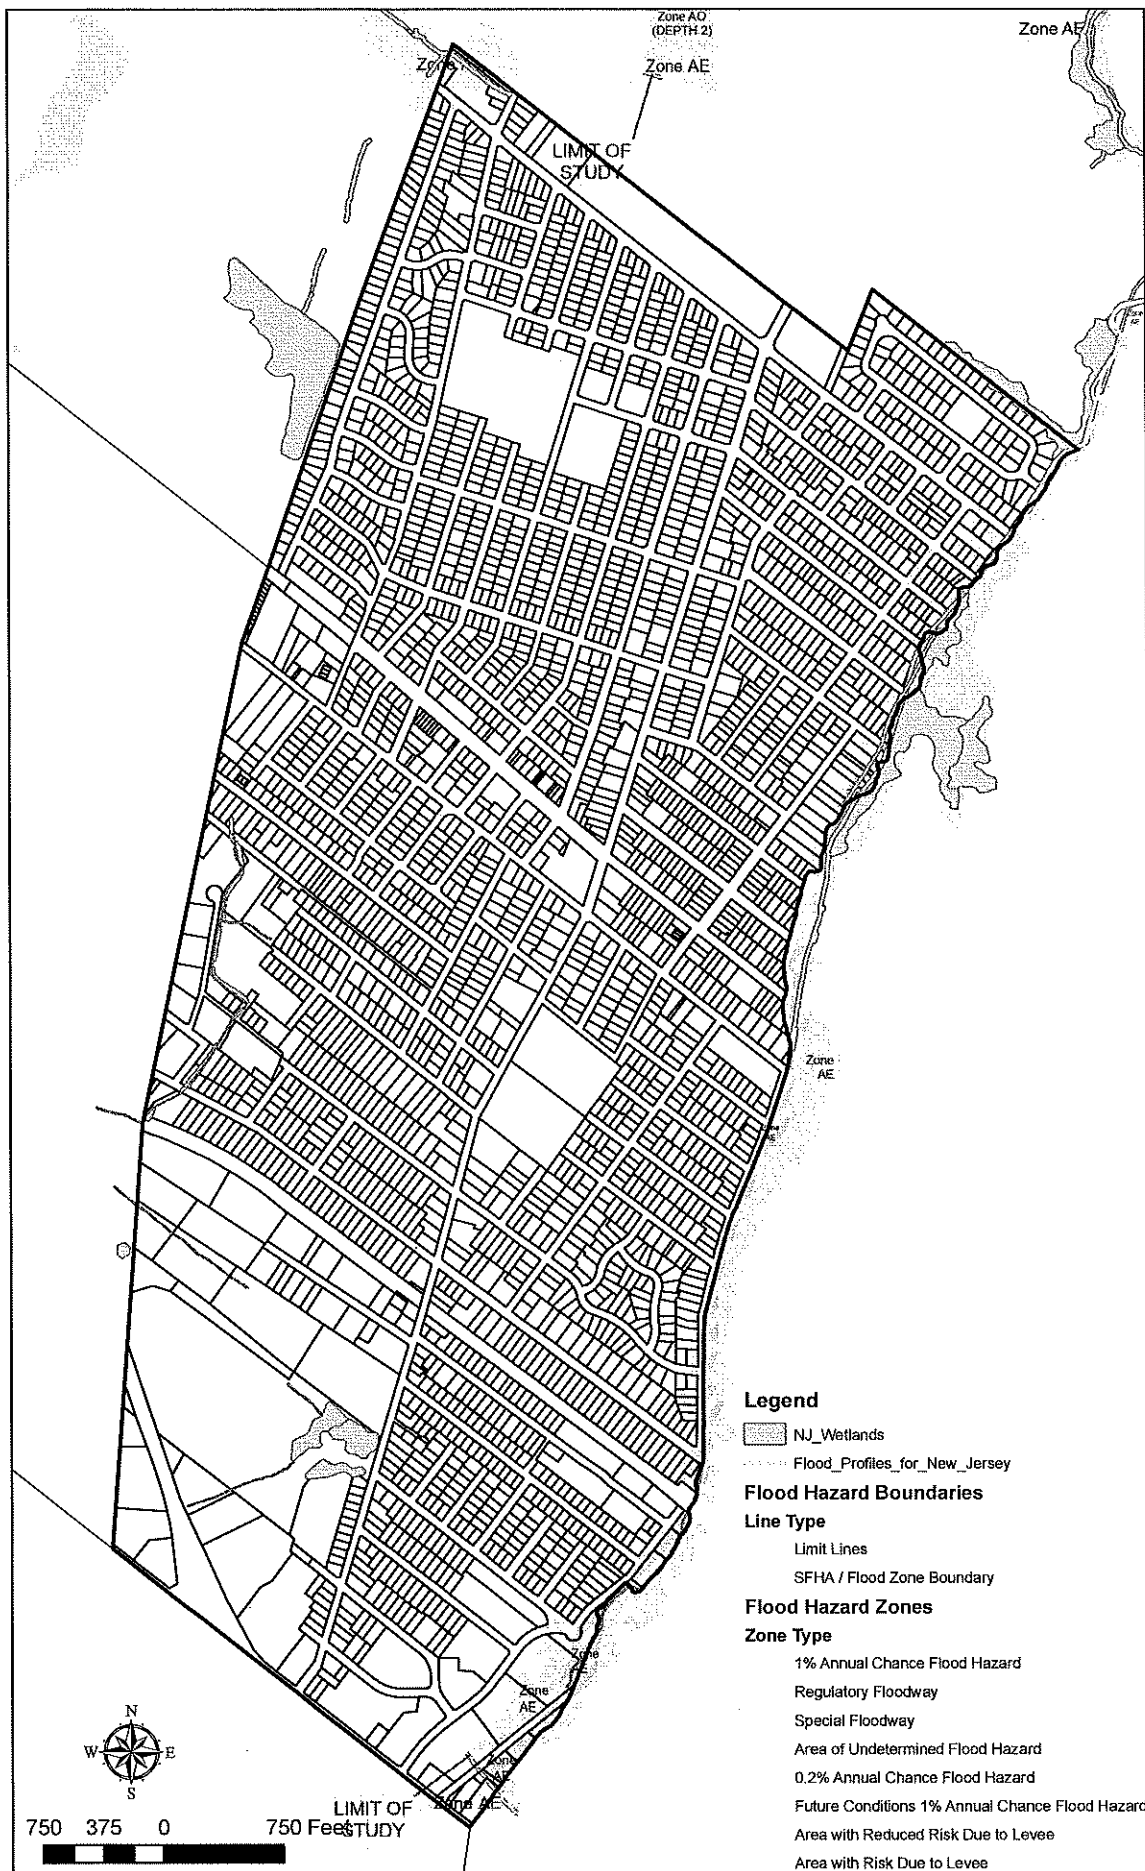 Zone AO
(DEPTH 2)
Zone AE
Zone AE
LIMIT OF
STUDY
Zone
AE
Legend
NJ_Wetlands
Flood_Profiles_for_New_Jersey
Flood Hazard Boundaries
Line Type
Limit Lines
SFHA / Flood Zone Boundary
Flood Hazard Zones
Zone Type
1% Annual Chance Flood Hazard
Regulatory Floodway
Special Floodway
Area of Undetermined Flood Hazard
0.2% Annual Chance Flood Hazard
Future Conditions 1% Annual Chance Flood Hazard
Area with Reduced Risk Due to Levee
Area with Risk Due to Levee
Zone
AE
Zone
AE
Zone
AE
Zone AE
LIMIT OF
STUDY
N
W
E
S
750 375 0 750 Feet